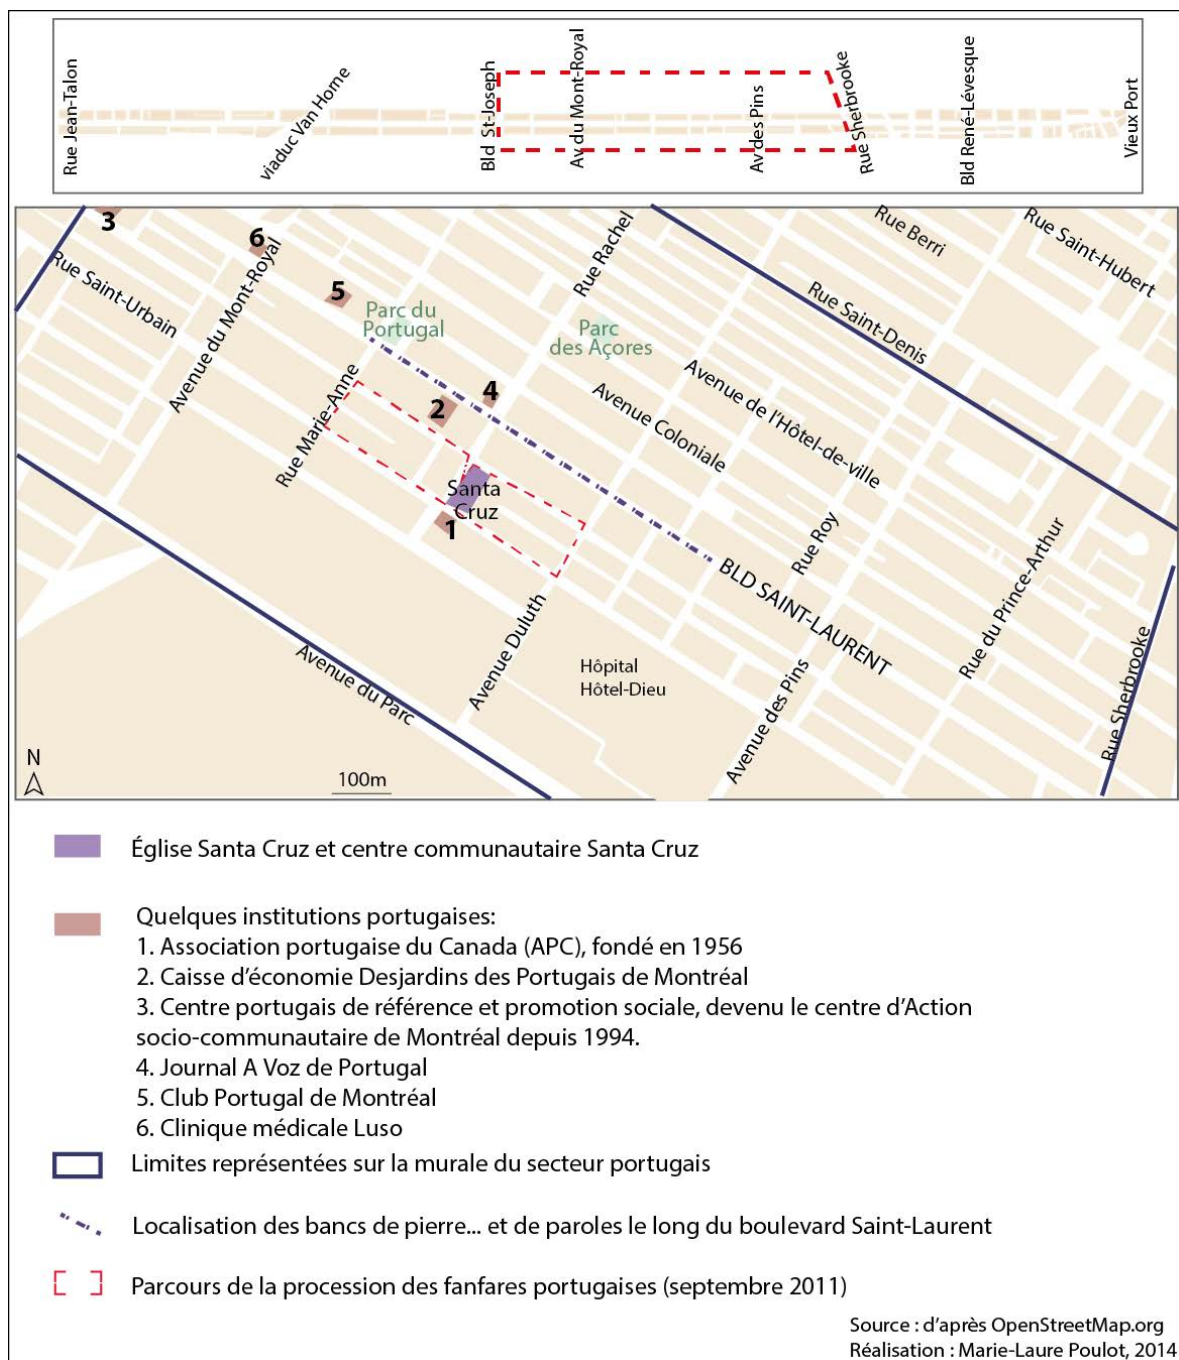 Rue Jean-Talon
viaduc Van Horne
Bld St-Joseph
Av du Mont-Royal
Av des Pins
Rue Sherbrooke
Bld René-Lévesque
Vieux Port
3
6
5
Rue Saint-Urbain
Avenue du Mont-Royal
Parc du
Portugal
Rue Rachel
Parc
des Açores
Rue Berri
Rue Saint-Hubert
Rue Saint-Denis
Rue Marie-Anne
2
4
Avenue Coloniale
Avenue de l'Hôtel-de-ville
Santa
Cruz
1
Rue Roy
BLD SAINT-LAURENT
Rue du Prince-Arthur
Avenue Duluth
Hôpital
Hôtel-Dieu
Avenue du Parc
Avenue des Pins
Rue Sherbrooke
N
100m
Église Santa Cruz et centre communautaire Santa Cruz
Quelques institutions portugaises:
1. Association portugaise du Canada (APC), fondé en 1956
2. Caisse d'économie Desjardins des Portugais de Montréal
3. Centre portugais de référence et promotion sociale, devenu le centre d'Action
socio-communautaire de Montréal depuis 1994.
4. Journal A Voz de Portugal
5. Club Portugal de Montréal
6. Clinique médicale Luso
Limites représentées sur la murale du secteur portugais
Localisation des bancs de pierre... et de paroles le long du boulevard Saint-Laurent
Parcours de la procession des fanfares portugaises (septembre 2011)
Source : d'après OpenStreetMap.org
Réalisation : Marie-Laure Poulot, 2014